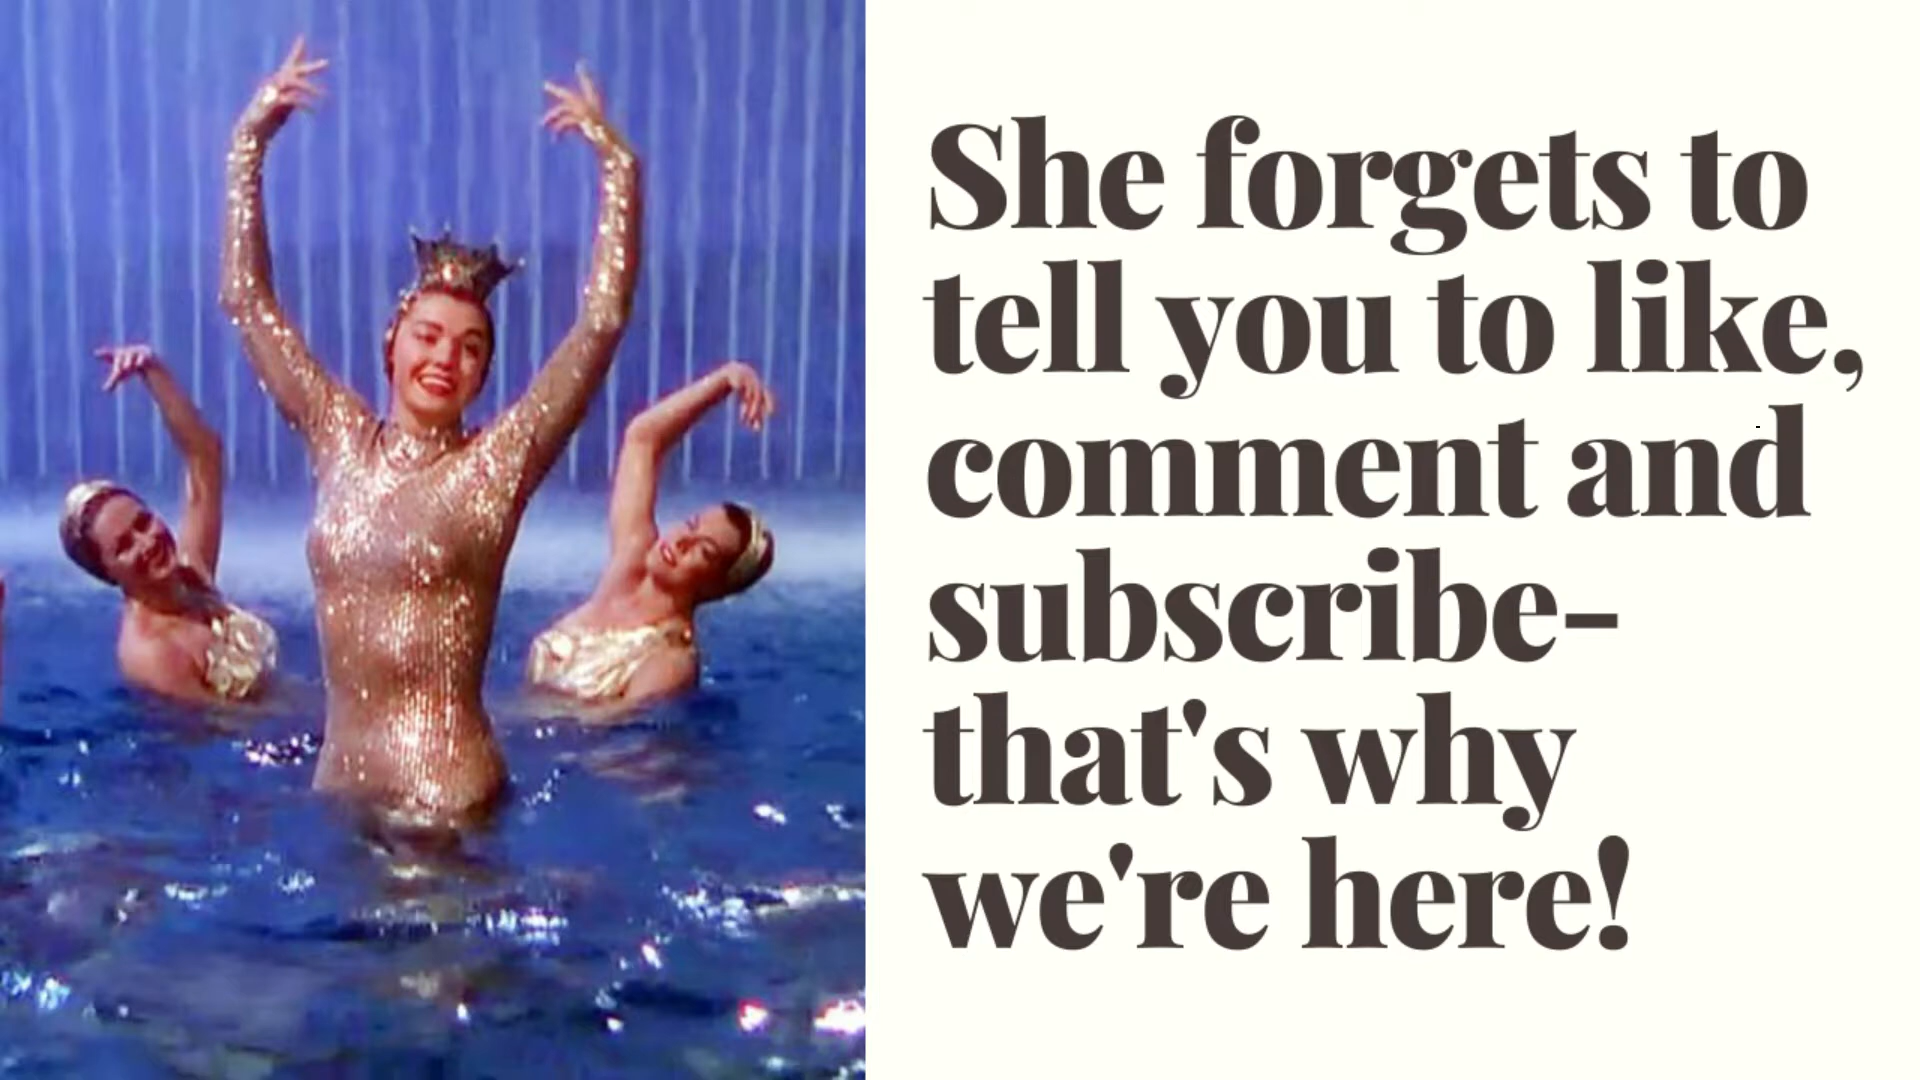 She forgets to
tell you to like,
comment and
subscribe-
that's why
we're here!